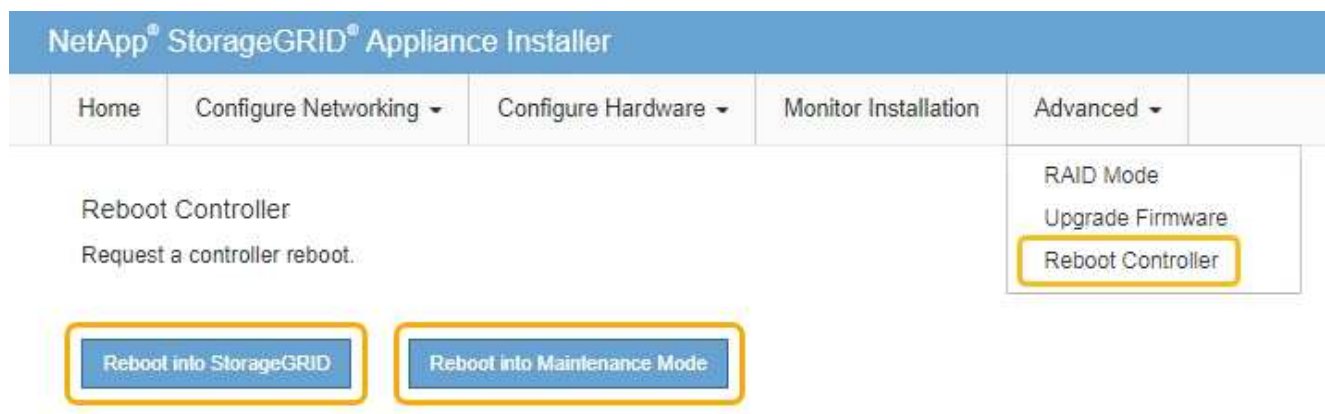 NetApp® StorageGRID® Appliance Installer
Home Configure Networking Configure Hardware Monitor Installation Advanced
RAID Mode
Upgrade Firmware
Reboot Controller
Reboot Controller
Request a controller reboot.
Reboot into StorageGRID Reboot into Maintenance Mode